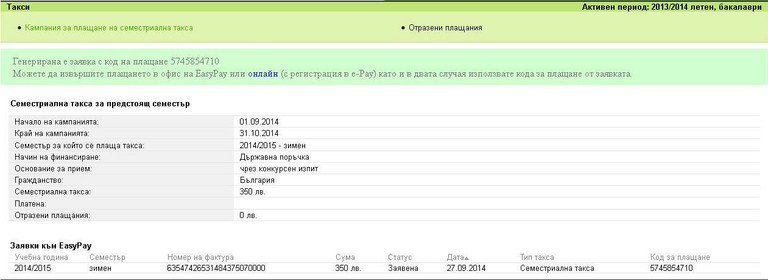 Такси Активен период: 2013/2014 летен, бакалаври
• Кампания за плащане на семестриална такса • Отразени плащания
Генерирана е заявка с код на плащане 5745854710
Можете да извършите плащането в офис на EasyPay или онлайн (с регистрация в e-Pay) като и в двата случая използвате кода за плащане от заявката.
Семестриална такса за предстоящ семестър
Начало на кампанията: 01.09.2014
Край на кампанията: 31.10.2014
Семестър за който се плаща такса: 2014/2015 - зимен
Начин на финансиране: Държавна поръчка
Основание за прием: чрез конкурсен изпит
Гражданство: България
Семестриална такса: 350 лв.
Платена:
Отразени плащания: 0 лв.
Заявки към EasyPay
Учебна година Семестър Номер на фактура Сума Статус Дата▲ Тип такса Код за плащане
2014/2015 зимен 63547426531484375070000 350 лв. Заявена 27.09.2014 Семестриална такса 5745854710